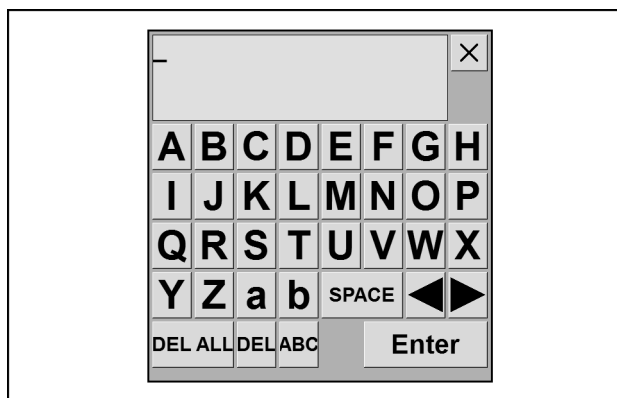 _
×
A B C D E F G H
I J K L M N O P
Q R S T U V W X
Y Z a b SPACE ◀ ▶
DEL ALL DEL ABC Enter